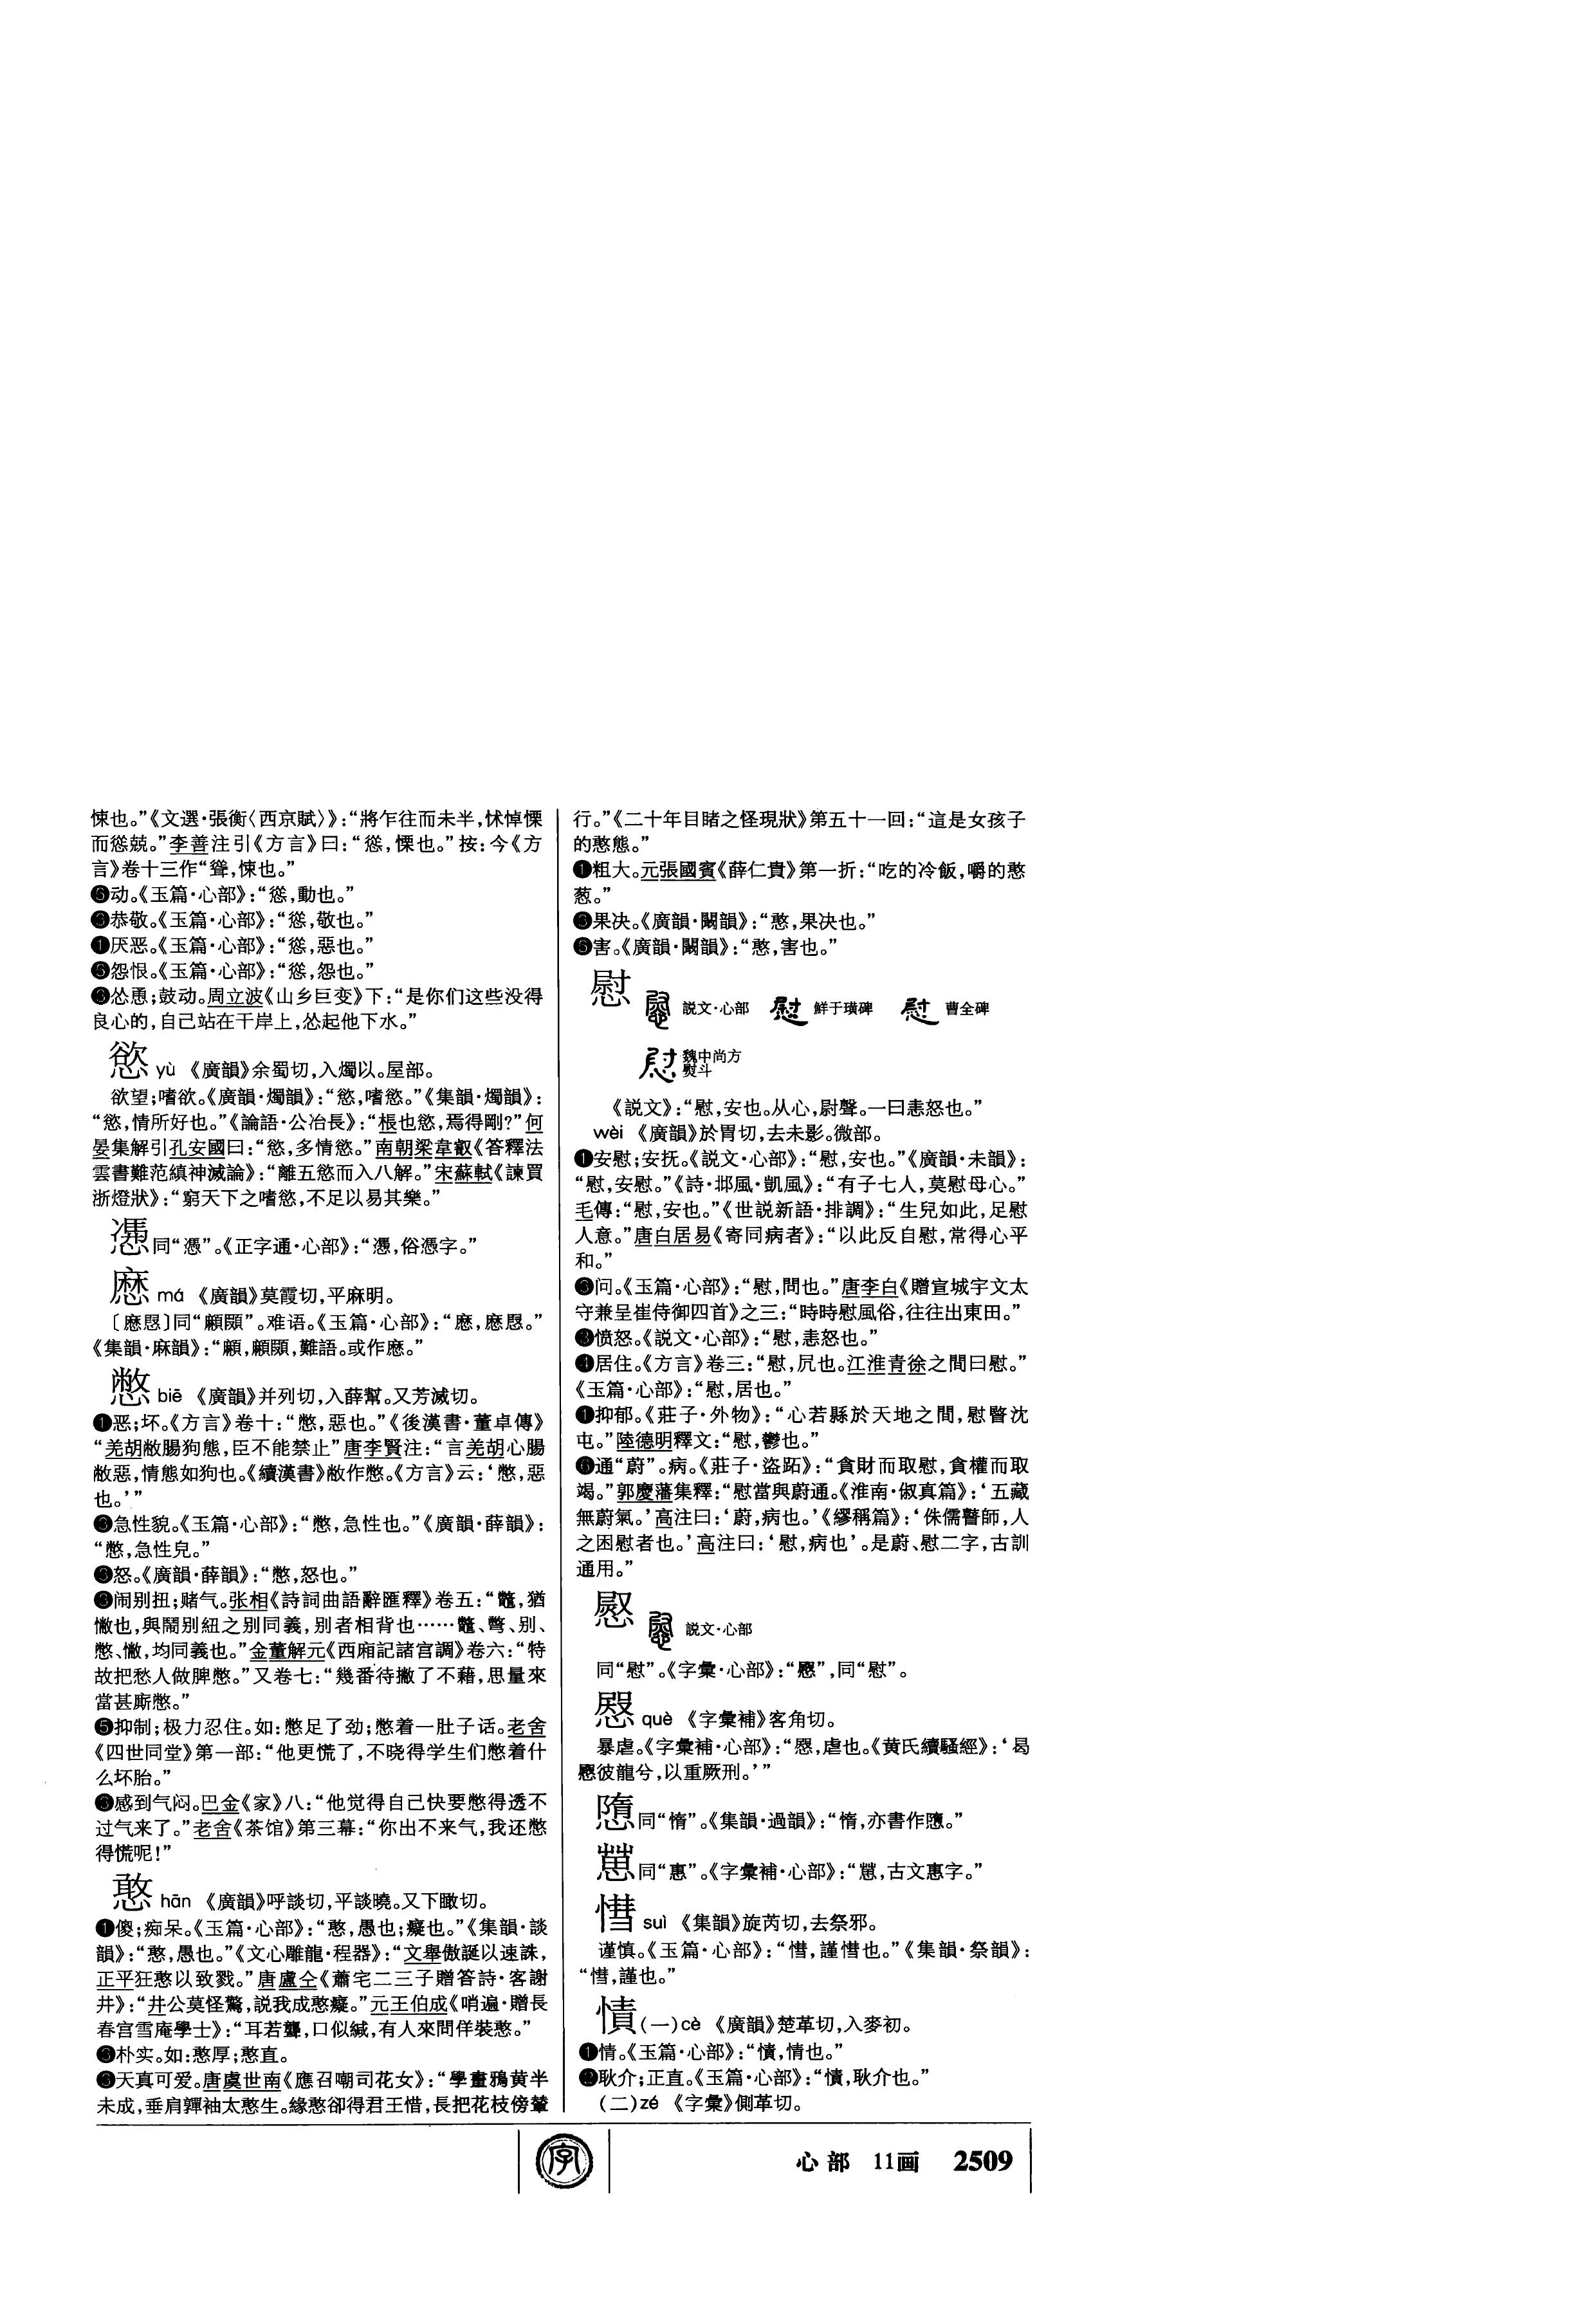 悚也。”《文選·張衡〈西京賦〉》:“將乍往而未半,怵悼慄
而慫兢。”李善注引《方言》曰:“慫,慄也。”按:今《方
言》卷十三作“聳,悚也。”
動。《玉篇·心部》:“慫,動也。”
恭敬。《玉篇·心部》:“慫,敬也。”
❶厌恶。《玉篇·心部》:“慫,惡也。”
❺怨恨。《玉篇·心部》:“慫,怨也。”
❸怂恿;鼓动。周立波《山乡巨变》下:“是你们这些没得
良心的,自己站在干岸上,怂起他下水。”
慾 yù 《廣韻》余蜀切,入燭以。屋部。
欲望;嗜欲。《廣韻·燭韻》:“慾,嗜慾。”《集韻·燭韻》:
“慾,情所好也。”《論語·公冶長》:“棖也慾,焉得剛?”何
晏集解引孔安國曰:“慾,多情慾。”南朝梁韋叡《答釋法
雲書難范縝神滅論》:“離五慾而入八解。”宋蘇軾《諫買
浙燈狀》:“窮天下之嗜慾,不足以易其樂。”
慿同“憑”。《正字通·心部》:“慿,俗憑字。”
懡 má 《廣韻》莫霞切,平麻明。
同“䫕䫲”。难语。《玉篇·心部》:
《集韻·麻韻》:難語。
憋 biē 《廣韻》并列切,入薛幫。又芳滅切。
❶恶;坏。《方言》卷十:“憋,惡也。”《後漢書·董卓傳》
“羌胡敝腸狗態,臣不能禁止”唐李賢注:“言羌胡心腸
敝惡,情態如狗也。《續漢書》敝作憋。《方言》云:‘憋,惡
也。’”
❸急性貌。《玉篇·心部》:“憋,急性也。”《廣韻·薛韻》:
“憋,急性皃。”
❸怒。《廣韻·薛韻》:“憋,怒也。”
❸闹别扭;赌气。张相《詩詞曲語辭匯釋》卷五:“鼈,猶
憋也,與鬧别紐之别同義,别者相背也……鼈、彆、别、
憋、憋,均同義也。”金董解元《西廂記諸宫調》卷六:“特
故把愁人做脾憋。”又卷七:“幾番待撇了不藉,思量來
當甚廝憋。”
❺抑制;极力忍住。如:憋足了劲;憋着一肚子话。老舍
《四世同堂》第一部:“他更慌了,不晓得学生们憋着什
么坏胎。”
❸感到气闷。巴金《家》八:“他觉得自己快要憋得透不
过气来了。”老舍《茶馆》第三幕:“你出不来气,我还憋
得慌呢!”
憨 hān 《廣韻》呼談切,平談曉。又下瞰切。
❶傻;痴呆。《玉篇·心部》:“憨,愚也;癡也。”《集韻·談
韻》:“憨,愚也。”《文心雕龍·程器》:“文舉傲誕以速誅,
正平狂憨以致戮。”唐盧仝《蕭宅二三子贈答詩·客謝
井》:“井公莫怪驚,説我成憨癡。”元王伯成《哨遍·贈長
春宫雪庵學士》:“耳若聾,口似緘,有人來問佯裝憨。”
❸朴实。如:憨厚;憨直。
❸天真可爱。唐虞世南《應召嘲司花女》:“學畫鴉黄半
未成,垂肩嚲袖太憨生。緣憨卻得君王惜,長把花枝傍輦
行。”《二十年目睹之怪現狀》第五十一回:“這是女孩子
的憨態。”
❶粗大。元張國賓《薛仁貴》第一折:“吃的冷飯,嚼的憨
葱。”
❸果决。《廣韻·闞韻》:“憨,果决也。”
❺害。《廣韻·闞韻》:“憨,害也。”
慰 説文·心部 鮮于璜碑 曹全碑
魏中尚方
熨斗
《説文》:“慰,安也。从心,尉聲。一曰恚怒也。”
wèi 《廣韻》於胃切,去未影。微部。
❶安慰;安抚。《説文·心部》:“慰,安也。”《廣韻·未韻》:
“慰,安慰。”《詩·邶風·凱風》:“有子七人,莫慰母心。”
毛傳:“慰,安也。”《世説新語·排調》:“生兒如此,足慰
人意。”唐白居易《寄同病者》:“以此反自慰,常得心平
和。”
❸问。《玉篇·心部》:“慰,問也。”唐李白《贈宣城宇文太
守兼呈崔侍御四首》之三:“時時慰風俗,往往出東田。”
❸愤怒。《説文·心部》:“慰,恚怒也。”
❹居住。《方言》卷三:“慰,凥也。江淮青徐之間曰慰。”
《玉篇·心部》:“慰,居也。”
❶抑郁。《莊子·外物》:“心若縣於天地之間,慰暋沈
屯。”陸德明釋文:“慰,鬱也。”
❻通“蔚”。病。《莊子·盜跖》:“貪財而取慰,貪權而取
竭。”郭慶藩集釋:“慰當與蔚通。《淮南·俶真篇》:‘五藏
無蔚氣。’高注曰:‘蔚,病也。’《繆稱篇》:‘侏儒瞽師,人
之困慰者也。’高注曰:‘慰,病也’。是蔚、慰二字,古訓
通用。”
説文·心部
同“慰”。《字彙·心部》:同“慰”。
què 《字彙補》客角切。
暴虐。《字彙補·心部》:虐也。《黄氏續騷經》:‘曷
彼龍兮,以重厥刑。’”
同“惰”。《集韻·過韻》:“惰,亦書作憜。”
同“惠”。《字彙補·心部》:古文惠字。”
㥞 suì 《集韻》旋芮切,去祭邪。
谨慎。《玉篇·心部》:“慧,謹慧也。”《集韻·祭韻》:
謹也。”
憤(一)cè 《廣韻》楚革切,入麥初。
❶情。《玉篇·心部》:“㥽,情也。”
❷耿介;正直。《玉篇·心部》:耿介也。”
(二)zé 《字彙》側革切。
字
心部 11画 2509